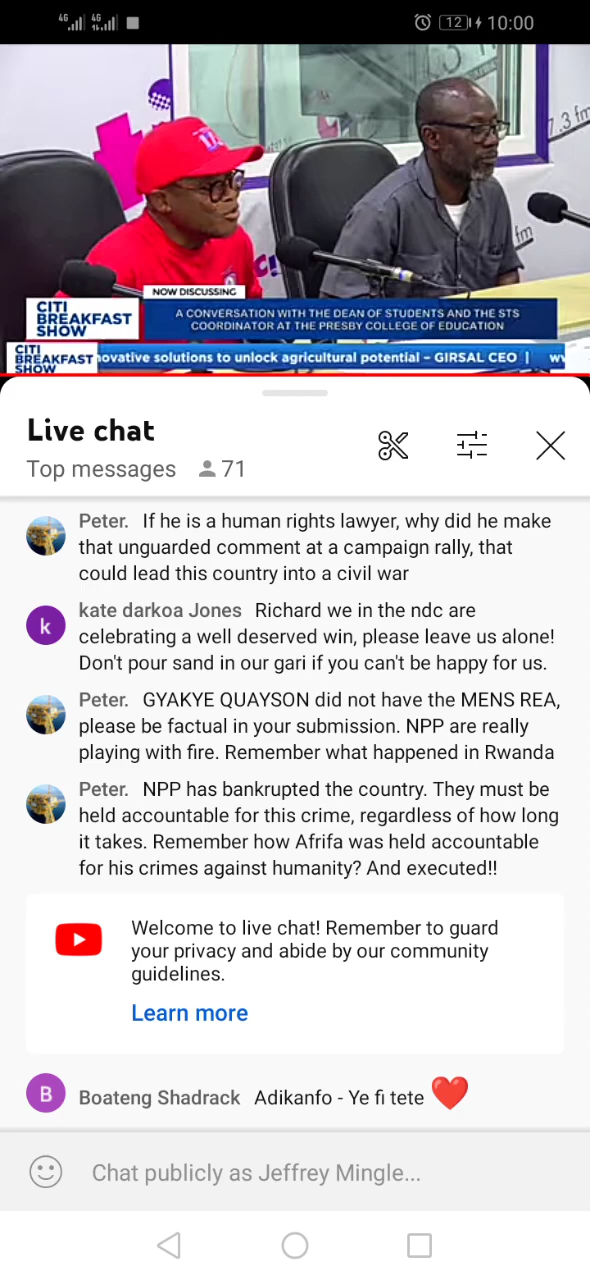 4G 4G 12 10:00
7.3 fm
fm
NOW DISCUSSING
CITI
BREAKFAST
SHOW
A CONVERSATION WITH THE DEAN OF STUDENTS AND THE STS
COORDINATOR AT THE PRESBY COLLEGE OF EDUCATION
CITI
BREAKFAST
SHOW
ovative solutions to unlock agricultural potential – GIRSAL CEO |
Live chat
Top messages 71
Peter. If he is a human rights lawyer, why did he make
that unguarded comment at a campaign rally, that
could lead this country into a civil war
k
kate darkoa Jones Richard we in the ndc are
celebrating a well deserved win, please leave us alone!
Don't pour sand in our gari if you can't be happy for us.
Peter. GYAKYE QUAYSON did not have the MENS REA,
please be factual in your submission. NPP are really
playing with fire. Remember what happened in Rwanda
Peter. NPP has bankrupted the country. They must be
held accountable for this crime, regardless of how long
it takes. Remember how Afrifa was held accountable
for his crimes against humanity? And executed!!
Welcome to live chat! Remember to guard
your privacy and abide by our community
guidelines.
Learn more
B
Boateng Shadrack Adikanfo - Ye fi tete ❤️
Chat publicly as Jeffrey Mingle...